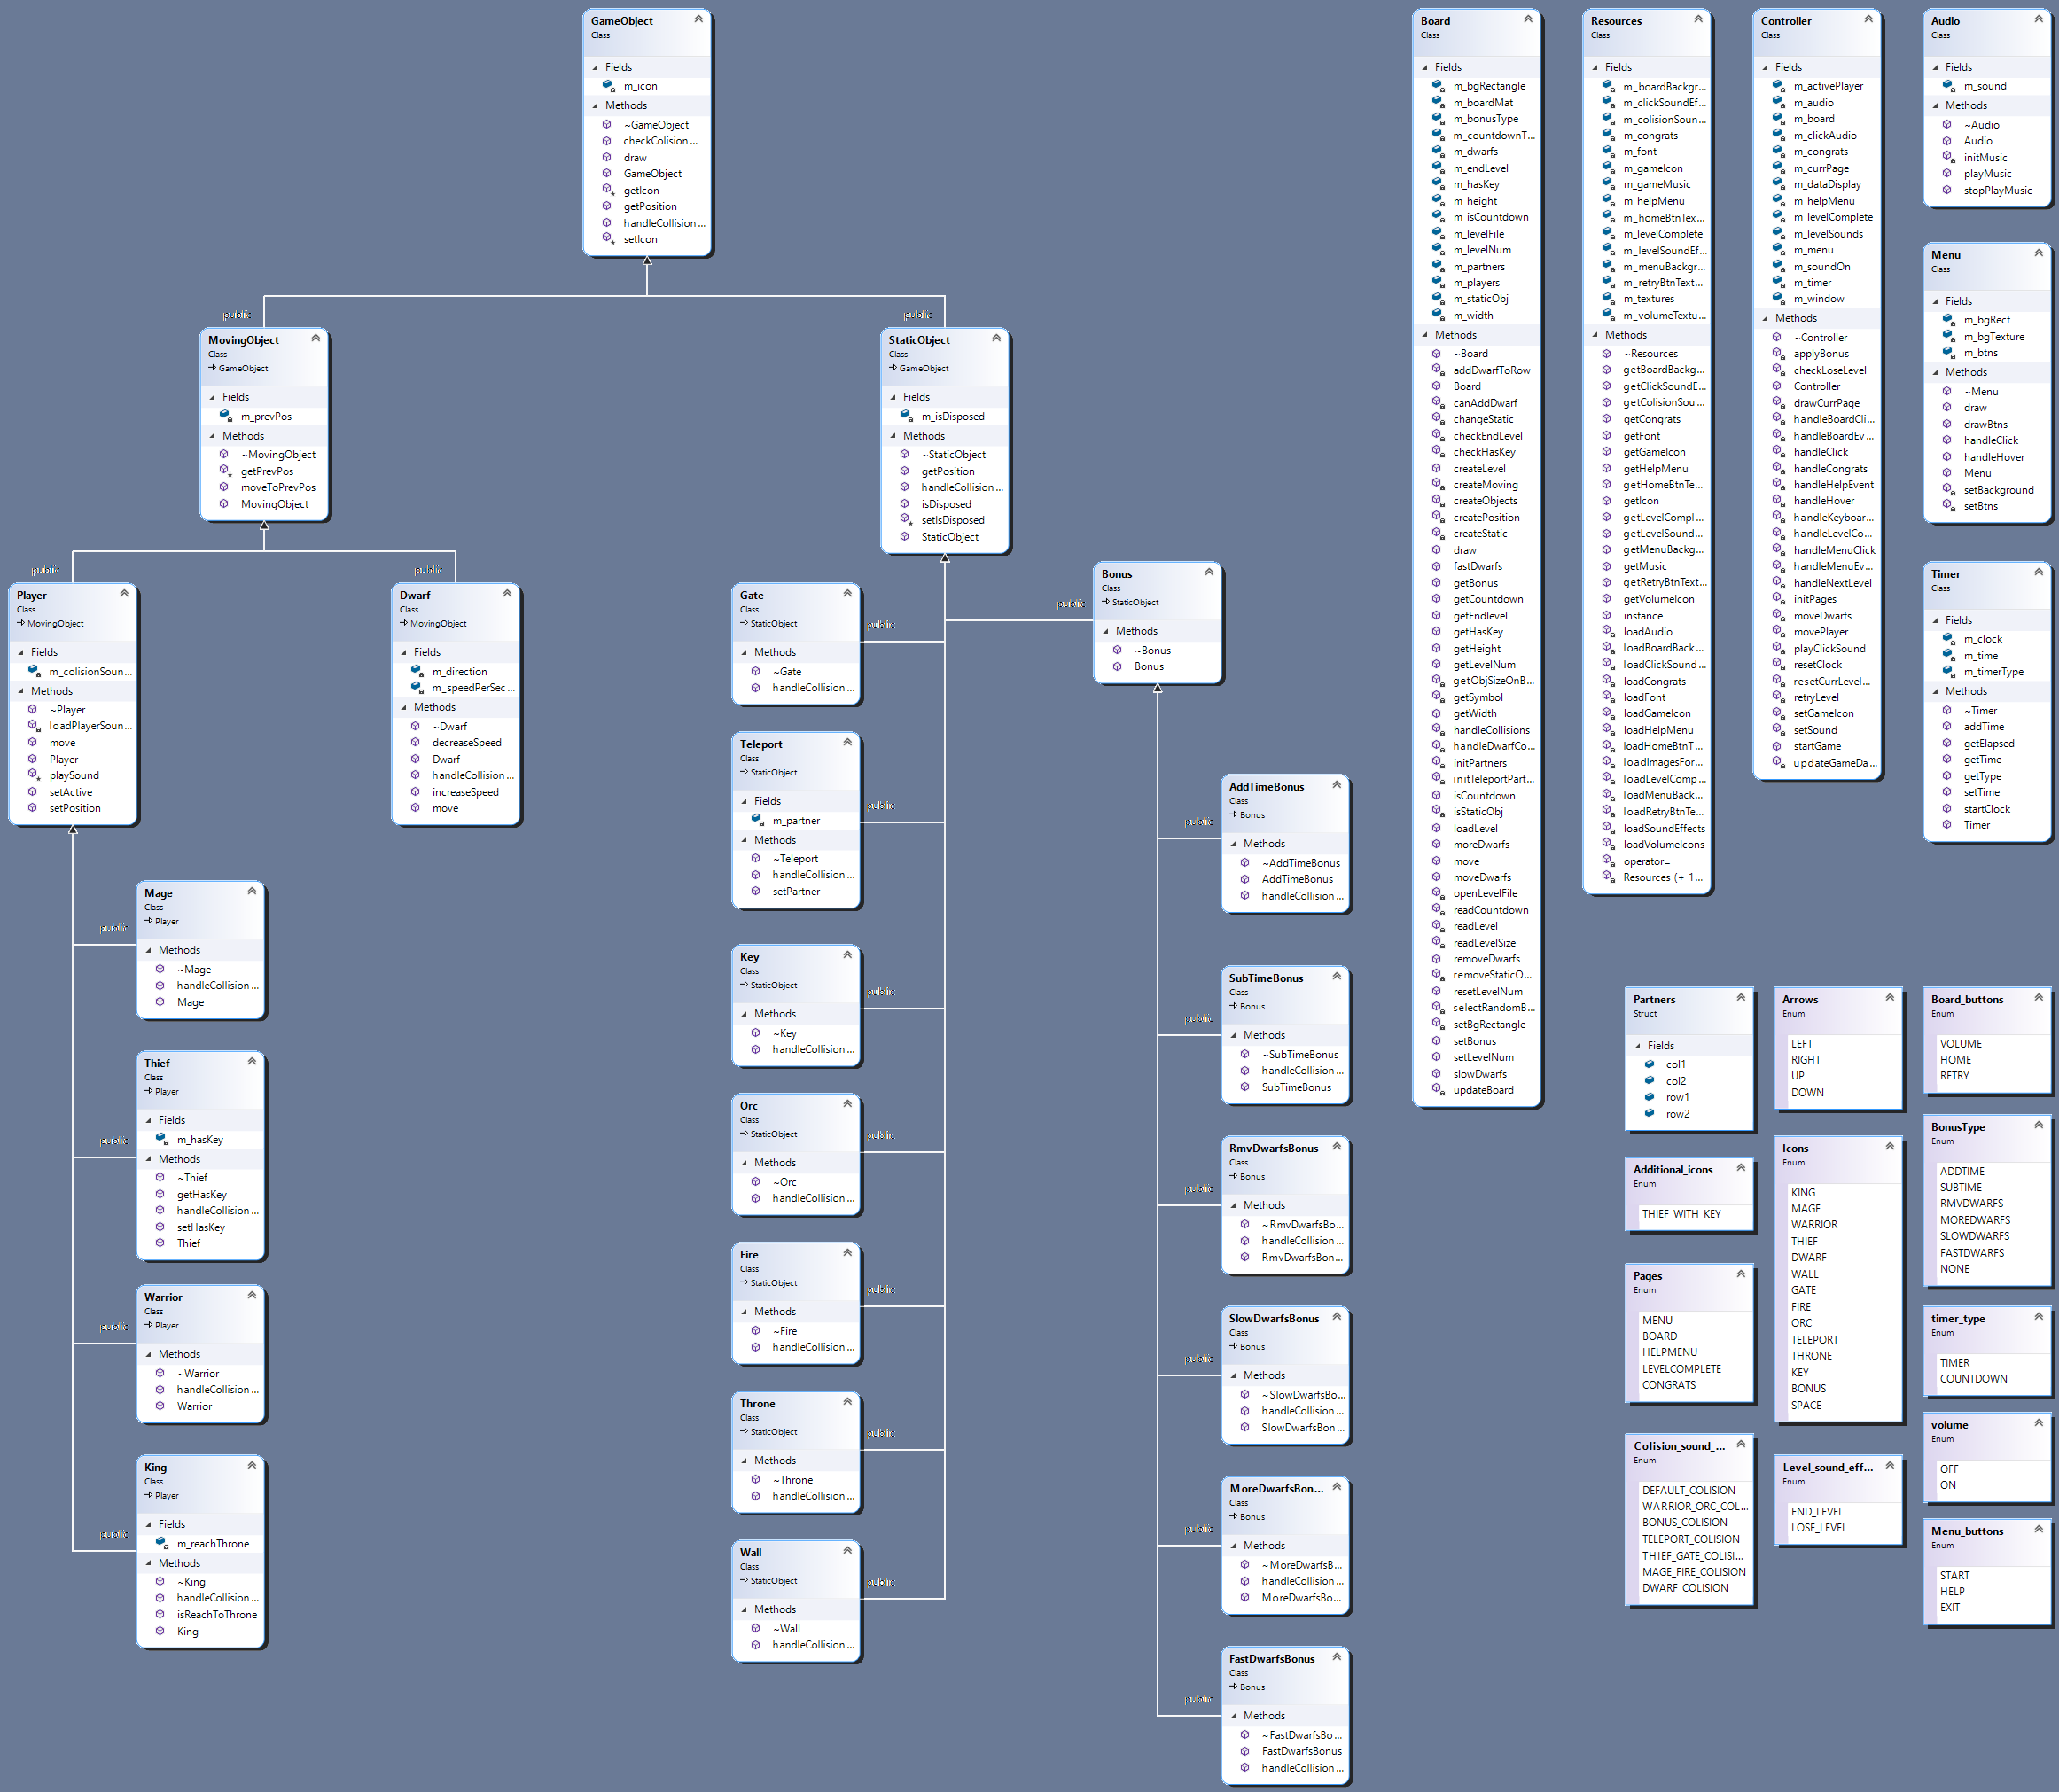 GameObject
Class
Fields
m_icon
Methods
~GameObject
checkColision ...
draw
GameObject
getIcon
getPosition
handleCollision ...
setIcon
public
public
MovingObject
Class
GameObject
Fields
m_prevPos
Methods
~MovingObject
getPrevPos
moveToPrevPos
MovingObject
StaticObject
Class
GameObject
Fields
m_isDisposed
Methods
~StaticObject
getPosition
handleCollision ...
isDisposed
setIsDisposed
StaticObject
public
public
Player
Class
MovingObject
Fields
m_colisionSoun...
Methods
~Player
loadPlayerSoun...
move
Player
playSound
setActive
setPosition
Dwarf
Class
MovingObject
Fields
m_direction
m_speedPerSec...
Methods
~Dwarf
decreaseSpeed
Dwarf
handleCollision ...
increaseSpeed
move
public
Mage
Class
Player
Methods
~Mage
handleCollision ...
Mage
public
Thief
Class
Player
Fields
m_hasKey
Methods
~Thief
getHasKey
handleCollision ...
setHasKey
Thief
public
Warrior
Class
Player
Methods
~Warrior
handleCollision ...
Warrior
public
King
Class
Player
Fields
m_reachThrone
Methods
~King
handleCollision ...
isReachToThrone
King
Gate
Class
StaticObject
Methods
~Gate
handleCollision ...
public
Teleport
Class
StaticObject
Fields
m_partner
Methods
~Teleport
handleCollision ...
setPartner
public
Key
Class
StaticObject
Methods
~Key
handleCollision ...
public
Orc
Class
StaticObject
Methods
~Orc
handleCollision ...
public
Fire
Class
StaticObject
Methods
~Fire
handleCollision ...
public
Throne
Class
StaticObject
Methods
~Throne
handleCollision ...
public
Wall
Class
StaticObject
Methods
~Wall
handleCollision ...
public
public
Bonus
Class
StaticObject
Methods
~Bonus
Bonus
public
AddTimeBonus
Class
Bonus
Methods
~AddTimeBonus
AddTimeBonus
handleCollision ...
public
SubTimeBonus
Class
Bonus
Methods
~SubTimeBonus
handleCollision ...
SubTimeBonus
public
RmvDwarfsBonus
Class
Bonus
Methods
~RmvDwarfsBo...
handleCollision ...
RmvDwarfsBon...
public
SlowDwarfsBonus
Class
Bonus
Methods
~SlowDwarfsBo...
handleCollision ...
SlowDwarfsBon...
public
MoreDwarfsBon...
Class
Bonus
Methods
~MoreDwarfsB...
handleCollision ...
MoreDwarfsBo...
public
FastDwarfsBonus
Class
Bonus
Methods
~FastDwarfsBo...
FastDwarfsBonus
handleCollision ...
Board
Class
Fields
m_bgRectangle
m_boardMat
m_bonusType
m_countdownT...
m_dwarfs
m_endLevel
m_hasKey
m_height
m_isCountdown
m_levelFile
m_levelNum
m_partners
m_players
m_staticObj
m_width
Methods
~Board
addDwarfToRow
Board
canAddDwarf
changeStatic
checkEndLevel
checkHasKey
createLevel
createMoving
createObjects
createPosition
createStatic
draw
fastDwarfs
getBonus
getCountdown
getEndlevel
getHasKey
getHeight
getLevelNum
getObjSizeOnB...
getSymbol
getWidth
handleCollisions
handleDwarfCo...
initPartners
initTeleportPart...
isCountdown
isStaticObj
loadLevel
moreDwarfs
move
moveDwarfs
openLevelFile
readCountdown
readLevel
readLevelSize
removeDwarfs
removeStaticO...
resetLevelNum
selectRandomB...
setBgRectangle
setBonus
setLevelNum
slowDwarfs
updateBoard
Resources
Class
Fields
m_boardBackgr...
m_clickSoundEf...
m_colisionSoun...
m_congrats
m_font
m_gameIcon
m_gameMusic
m_helpMenu
m_homeBtnTex...
m_levelComplete
m_levelSoundEf...
m_menuBackgr...
m_retryBtnText...
m_textures
m_volumeTextu...
Methods
~Resources
getBoardBackg...
getClickSoundE...
getColisionSou...
getCongrats
getFont
getGameIcon
getHelpMenu
getHomeBtnTe...
getIcon
getLevelCompl...
getLevelSound...
getMenuBackg...
getMusic
getRetryBtnText...
getVolumeIcon
instance
loadAudio
loadBoardBack...
loadClickSound...
loadCongrats
loadFont
loadGameIcon
loadHelpMenu
loadHomeBtnT...
loadImagesFor...
loadLevelComp...
loadMenuBack...
loadRetryBtnTe...
loadSoundEffects
loadVolumeIcons
operator=
Resources (+ 1...
Controller
Class
Fields
m_activePlayer
m_audio
m_board
m_clickAudio
m_congrats
m_currPage
m_dataDisplay
m_helpMenu
m_levelComplete
m_levelSounds
m_menu
m_soundOn
m_timer
m_window
Methods
~Controller
applyBonus
checkLoseLevel
Controller
drawCurrPage
handleBoardCli...
handleBoardEv...
handleClick
handleCongrats
handleHelpEvent
handleHover
handleKeyboar...
handleLevelCo...
handleMenuClick
handleMenuEv...
handleNextLevel
initPages
moveDwarfs
movePlayer
playClickSound
resetClock
resetCurrLevel...
retryLevel
setGameIcon
setSound
startGame
updateGameDa...
Audio
Class
Fields
m_sound
Methods
~Audio
Audio
initMusic
playMusic
stopPlayMusic
Menu
Class
Fields
m_bgRect
m_bgTexture
m_btns
Methods
~Menu
draw
drawBtns
handleClick
handleHover
Menu
setBackground
setBtns
Timer
Class
Fields
m_clock
m_time
m_timerType
Methods
~Timer
addTime
getElapsed
getTime
getType
setTime
startClock
Timer
Partners
Struct
Fields
col1
col2
row1
row2
Additional_icons
Enum
THIEF_WITH_KEY
Pages
Enum
MENU
BOARD
HELPMENU
LEVELCOMPLETE
CONGRATS
Colision_sound_...
Enum
DEFAULT_COLISION
WARRIOR_ORC_COL...
BONUS_COLISION
TELEPORT_COLISION
THIEF_GATE_COLISI...
MAGE_FIRE_COLISION
DWARF_COLISION
Arrows
Enum
LEFT
RIGHT
UP
DOWN
Icons
Enum
KING
MAGE
WARRIOR
THIEF
DWARF
WALL
GATE
FIRE
ORC
TELEPORT
THRONE
KEY
BONUS
SPACE
Level_sound_eff...
Enum
END_LEVEL
LOSE_LEVEL
Board_buttons
Enum
VOLUME
HOME
RETRY
BonusType
Enum
ADDTIME
SUBTIME
RMVDWARFS
MOREDWARFS
SLOWDWARFS
FASTDWARFS
NONE
timer_type
Enum
TIMER
COUNTDOWN
volume
Enum
OFF
ON
Menu_buttons
Enum
START
HELP
EXIT